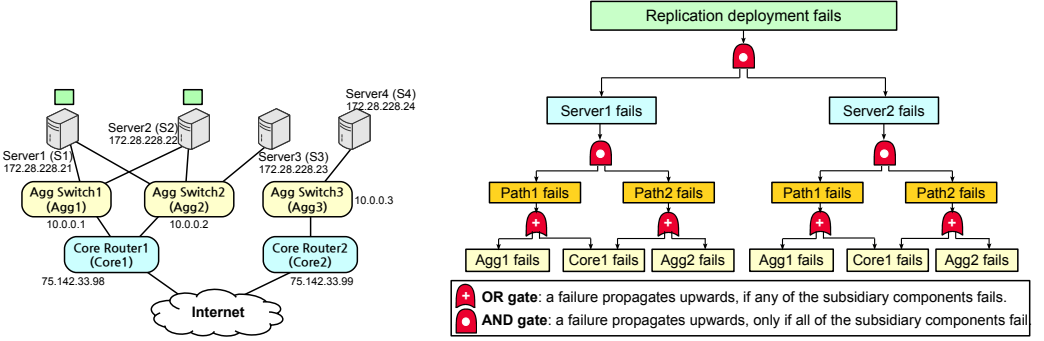 Server4 (S4)
172.28.228.24
Server2 (S2)
172.28.228.22
Server1 (S1)
172.28.228.21
Server3 (S3)
172.28.228.23
Agg Switch1
(Agg1)
10.0.0.1
Agg Switch2
(Agg2)
10.0.0.2
Agg Switch3
(Agg3)
10.0.0.3
Core Router1
(Core1)
75.142.33.98
Core Router2
(Core2)
75.142.33.99
Internet
Replication deployment fails
Server1 fails
Server2 fails
Path1 fails
Path2 fails
Path1 fails
Path2 fails
Agg1 fails
Core1 fails
Agg2 fails
Agg1 fails
Core1 fails
Agg2 fails
OR gate: a failure propagates upwards, if any of the subsidiary components fails.
AND gate: a failure propagates upwards, only if all of the subsidiary components fail.